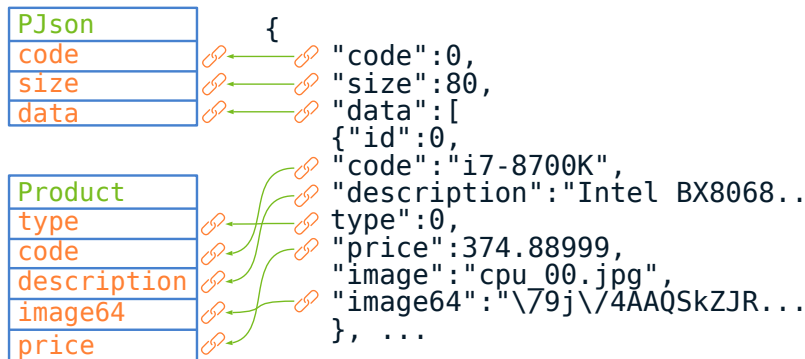 PJson
code
size
data
Product
type
code
description
image64
price
{
"code":0,
"size":80,
"data":[
{"id":0,
"code":"i7-8700K",
"description":"Intel BX8068..
type":0,
"price":374.88999,
"image":"cpu_00.jpg",
"image64":"\/9j\/4AAQSkZJR...
}, ...